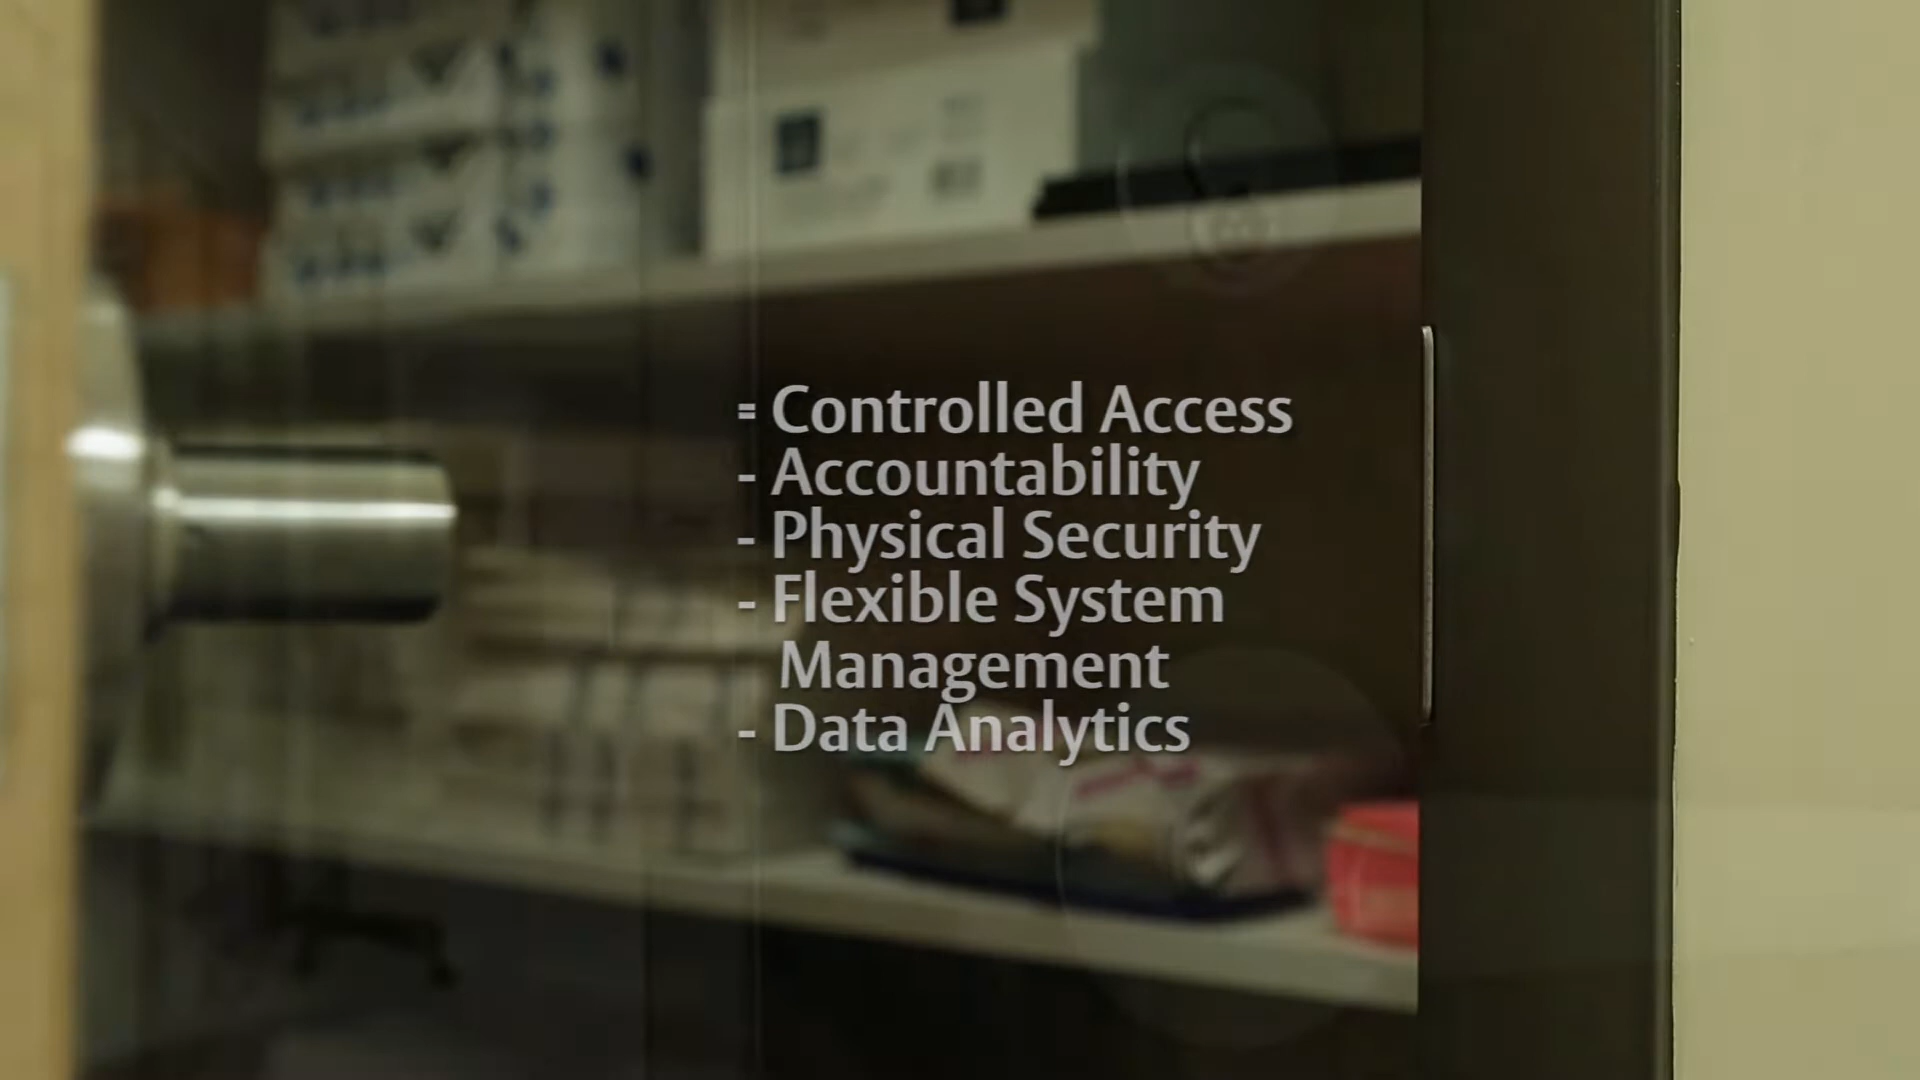 = Controlled Access
- Accountability
- Physical Security
- Flexible System
Management
- Data Analytics